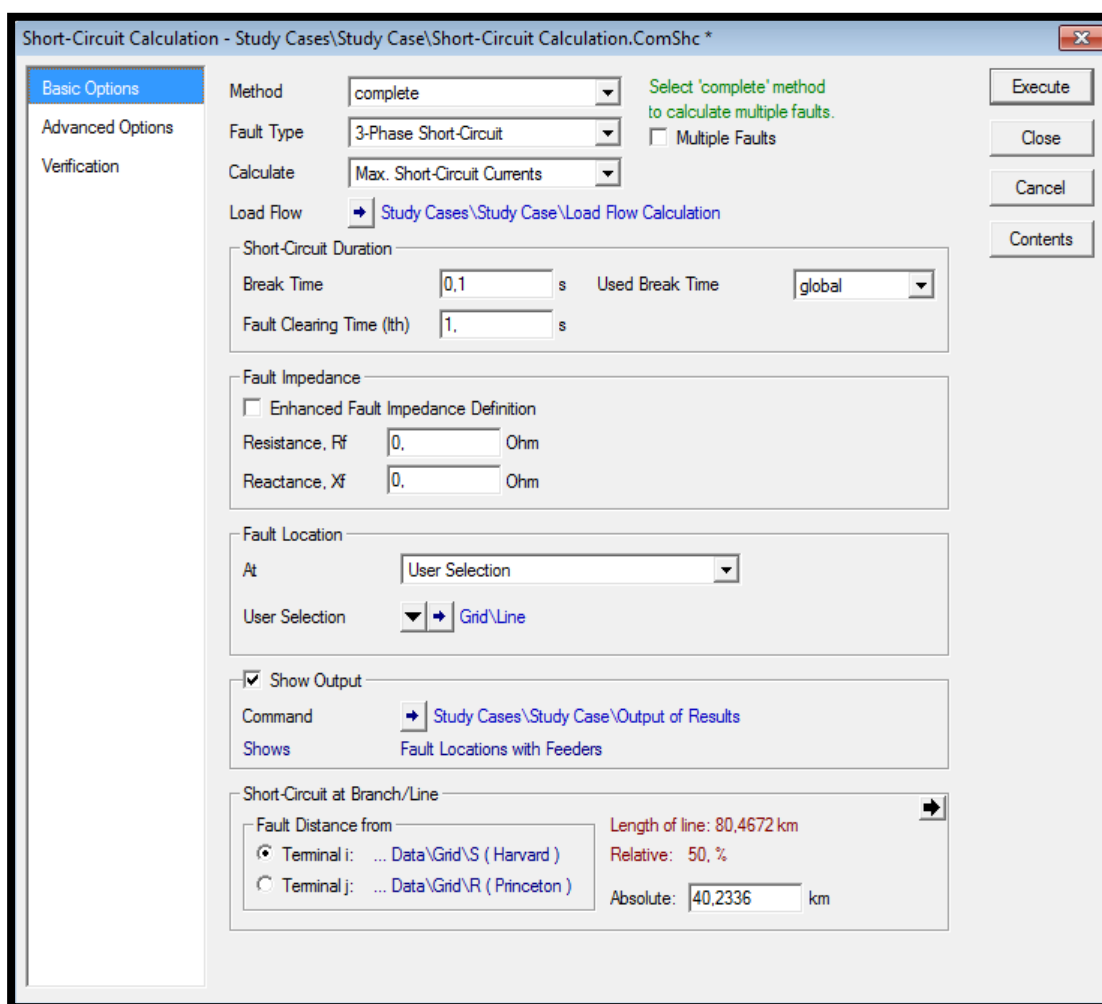 Short-Circuit Calculation - Study Cases\Study Case\Short-Circuit Calculation.ComShc *
Basic Options
Advanced Options
Verification
Method complete
Select 'complete' method
to calculate multiple faults.
Fault Type 3-Phase Short-Circuit
Multiple Faults
Calculate Max. Short-Circuit Currents
Load Flow Study Cases\Study Case\Load Flow Calculation
Execute
Close
Cancel
Contents
Short-Circuit Duration
Break Time 0,1 s Used Break Time global
Fault Clearing Time (Ith) 1, s
Fault Impedance
Enhanced Fault Impedance Definition
Resistance, Rf 0, Ohm
Reactance, Xf 0, Ohm
Fault Location
At User Selection
User Selection Grid\Line
Show Output
Command Study Cases\Study Case\Output of Results
Shows Fault Locations with Feeders
Short-Circuit at Branch/Line
Fault Distance from
Terminal i: ... Data\Grid\S ( Harvard )
Terminal j: ... Data\Grid\R ( Princeton )
Length of line: 80,4672 km
Relative: 50, %
Absolute: 40,2336 km